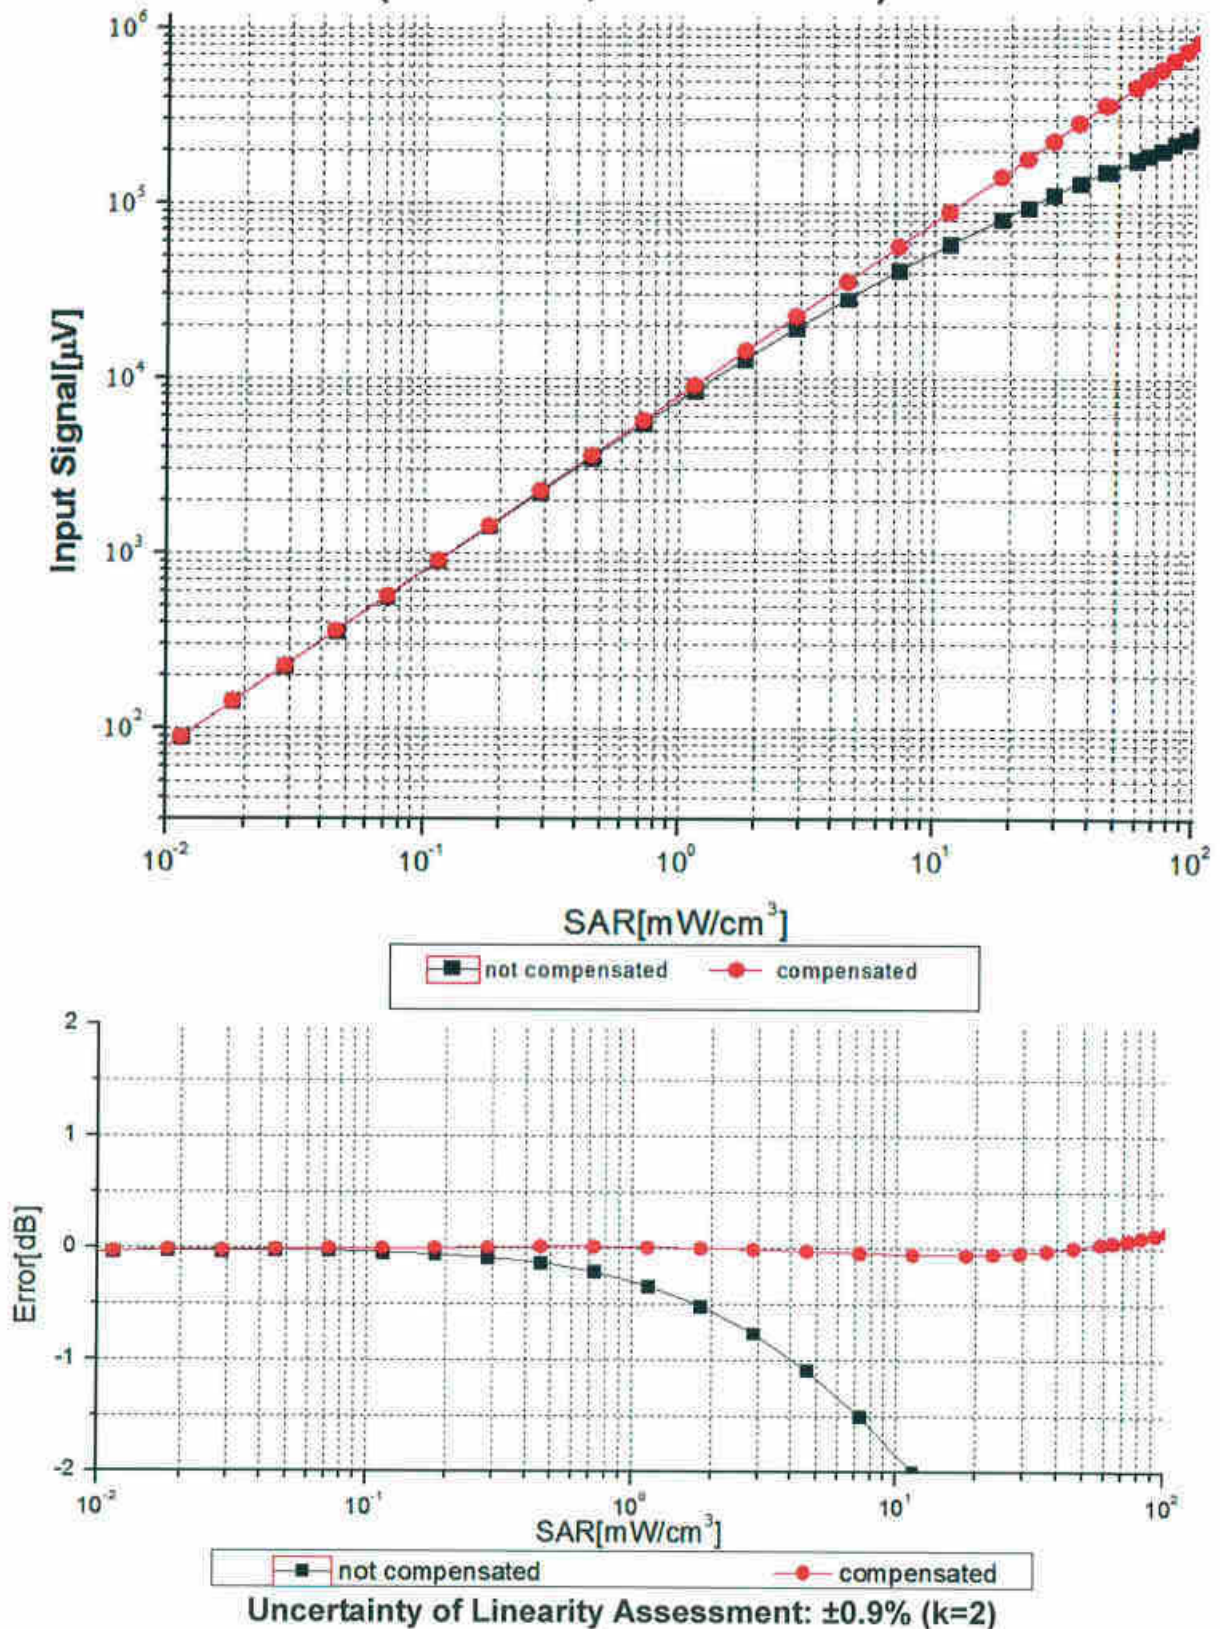 10⁶
10⁵
10⁴
10³
10²
Input Signal[µV]
10⁻² 10⁻¹ 10⁰ 10¹ 10²
SAR[mW/cm³]
not compensated compensated
2
1
0
-1
-2
Error[dB]
10⁻² 10⁻¹ 10⁰ 10¹ 10²
SAR[mW/cm³]
not compensated compensated
Uncertainty of Linearity Assessment: ±0.9% (k=2)